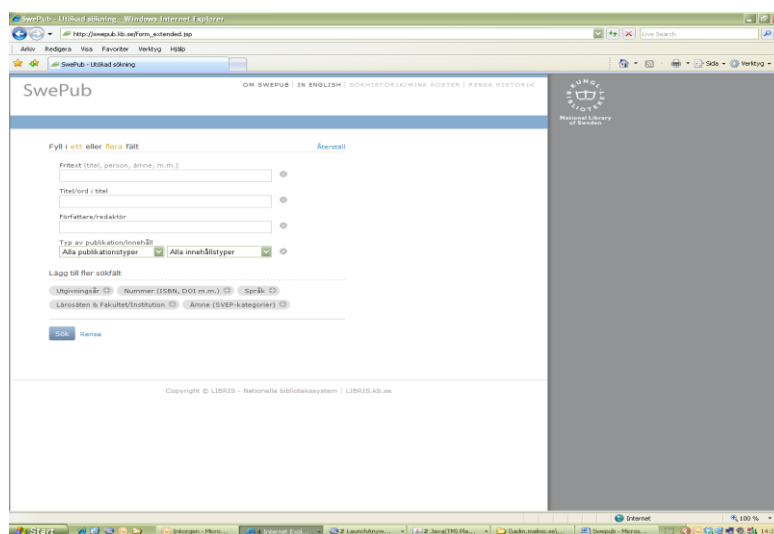 SwePub - Utökad sökning - Windows Internet Explorer
http://swepub.kb.se/form_extended.jsp
Live Search
Arkiv Redigera Visa Favoriter Verktyg Hjälp
SwePub - Utökad sökning
Sida
Verktyg
SwePub
OM SWEPUB | IN ENGLISH | SÖKHISTORIK/MINA POSTER | RENSA HISTORIK
KUNGL. BIBLIOTEKET
National Library
of Sweden
Fyll i ett eller flera fält
Återställ
Fritext (titel, person, ämne, m.m.)
Titel/ord i titel
Författare/redaktör
Typ av publikation/innehåll
Alla publikationstyper Alla innehållstyper
Lägg till fler sökfält
Utgivningsår Nummer (ISBN, DOI m.m.) Språk
Lärosäten & Fakultet/Institution Ämne (SVEP-kategorier)
Sök Rensa
Copyright © LIBRIS - Nationella bibliotekssystem | LIBRIS.kb.se
Internet
100 %
Start Inkorgen - Micro... Internet Expl... 2 LaunchAnyw... 2 Java(TM) Pla... Swepub - Micros...